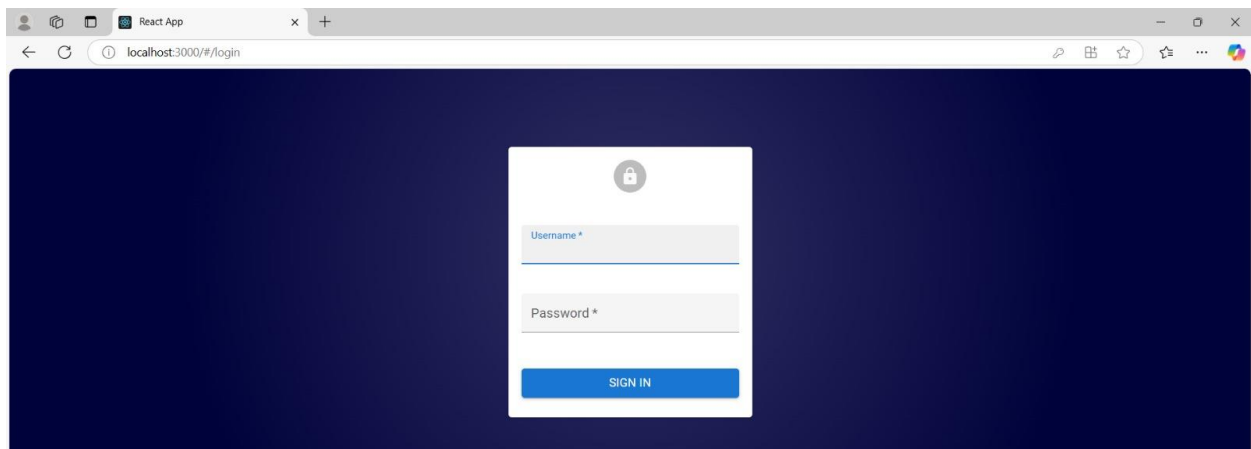 React App
localhost:3000/#/login
Username *
Password *
SIGN IN